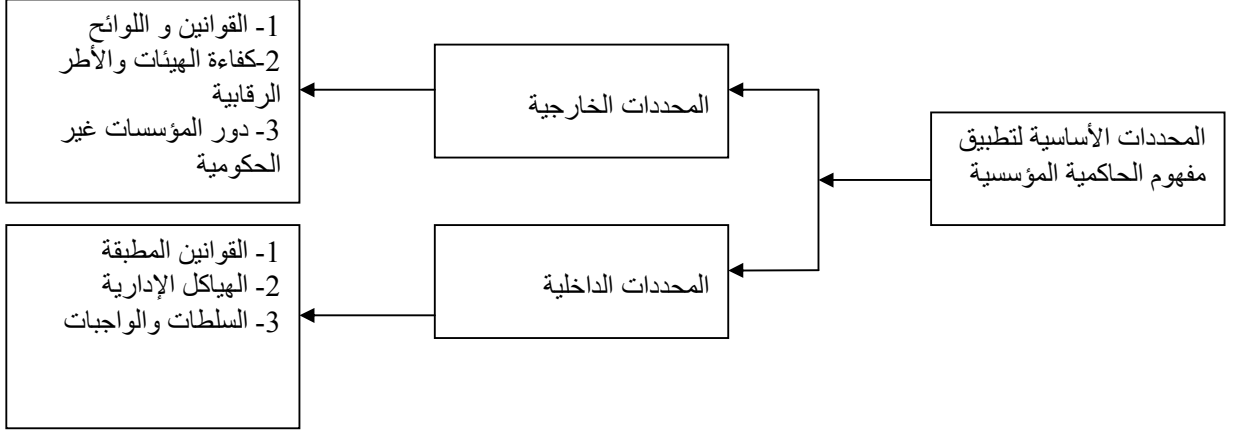 المحددات الأساسية لتطبيق
مفهوم الحاكمية المؤسسية
المحددات الخارجية
1- القوانين و اللوائح
2-كفاءة الهيئات والأطر
الرقابية
3- دور المؤسسات غير
الحكومية
المحددات الداخلية
1- القوانين المطبقة
2- الهياكل الإدارية
3- السلطات والواجبات